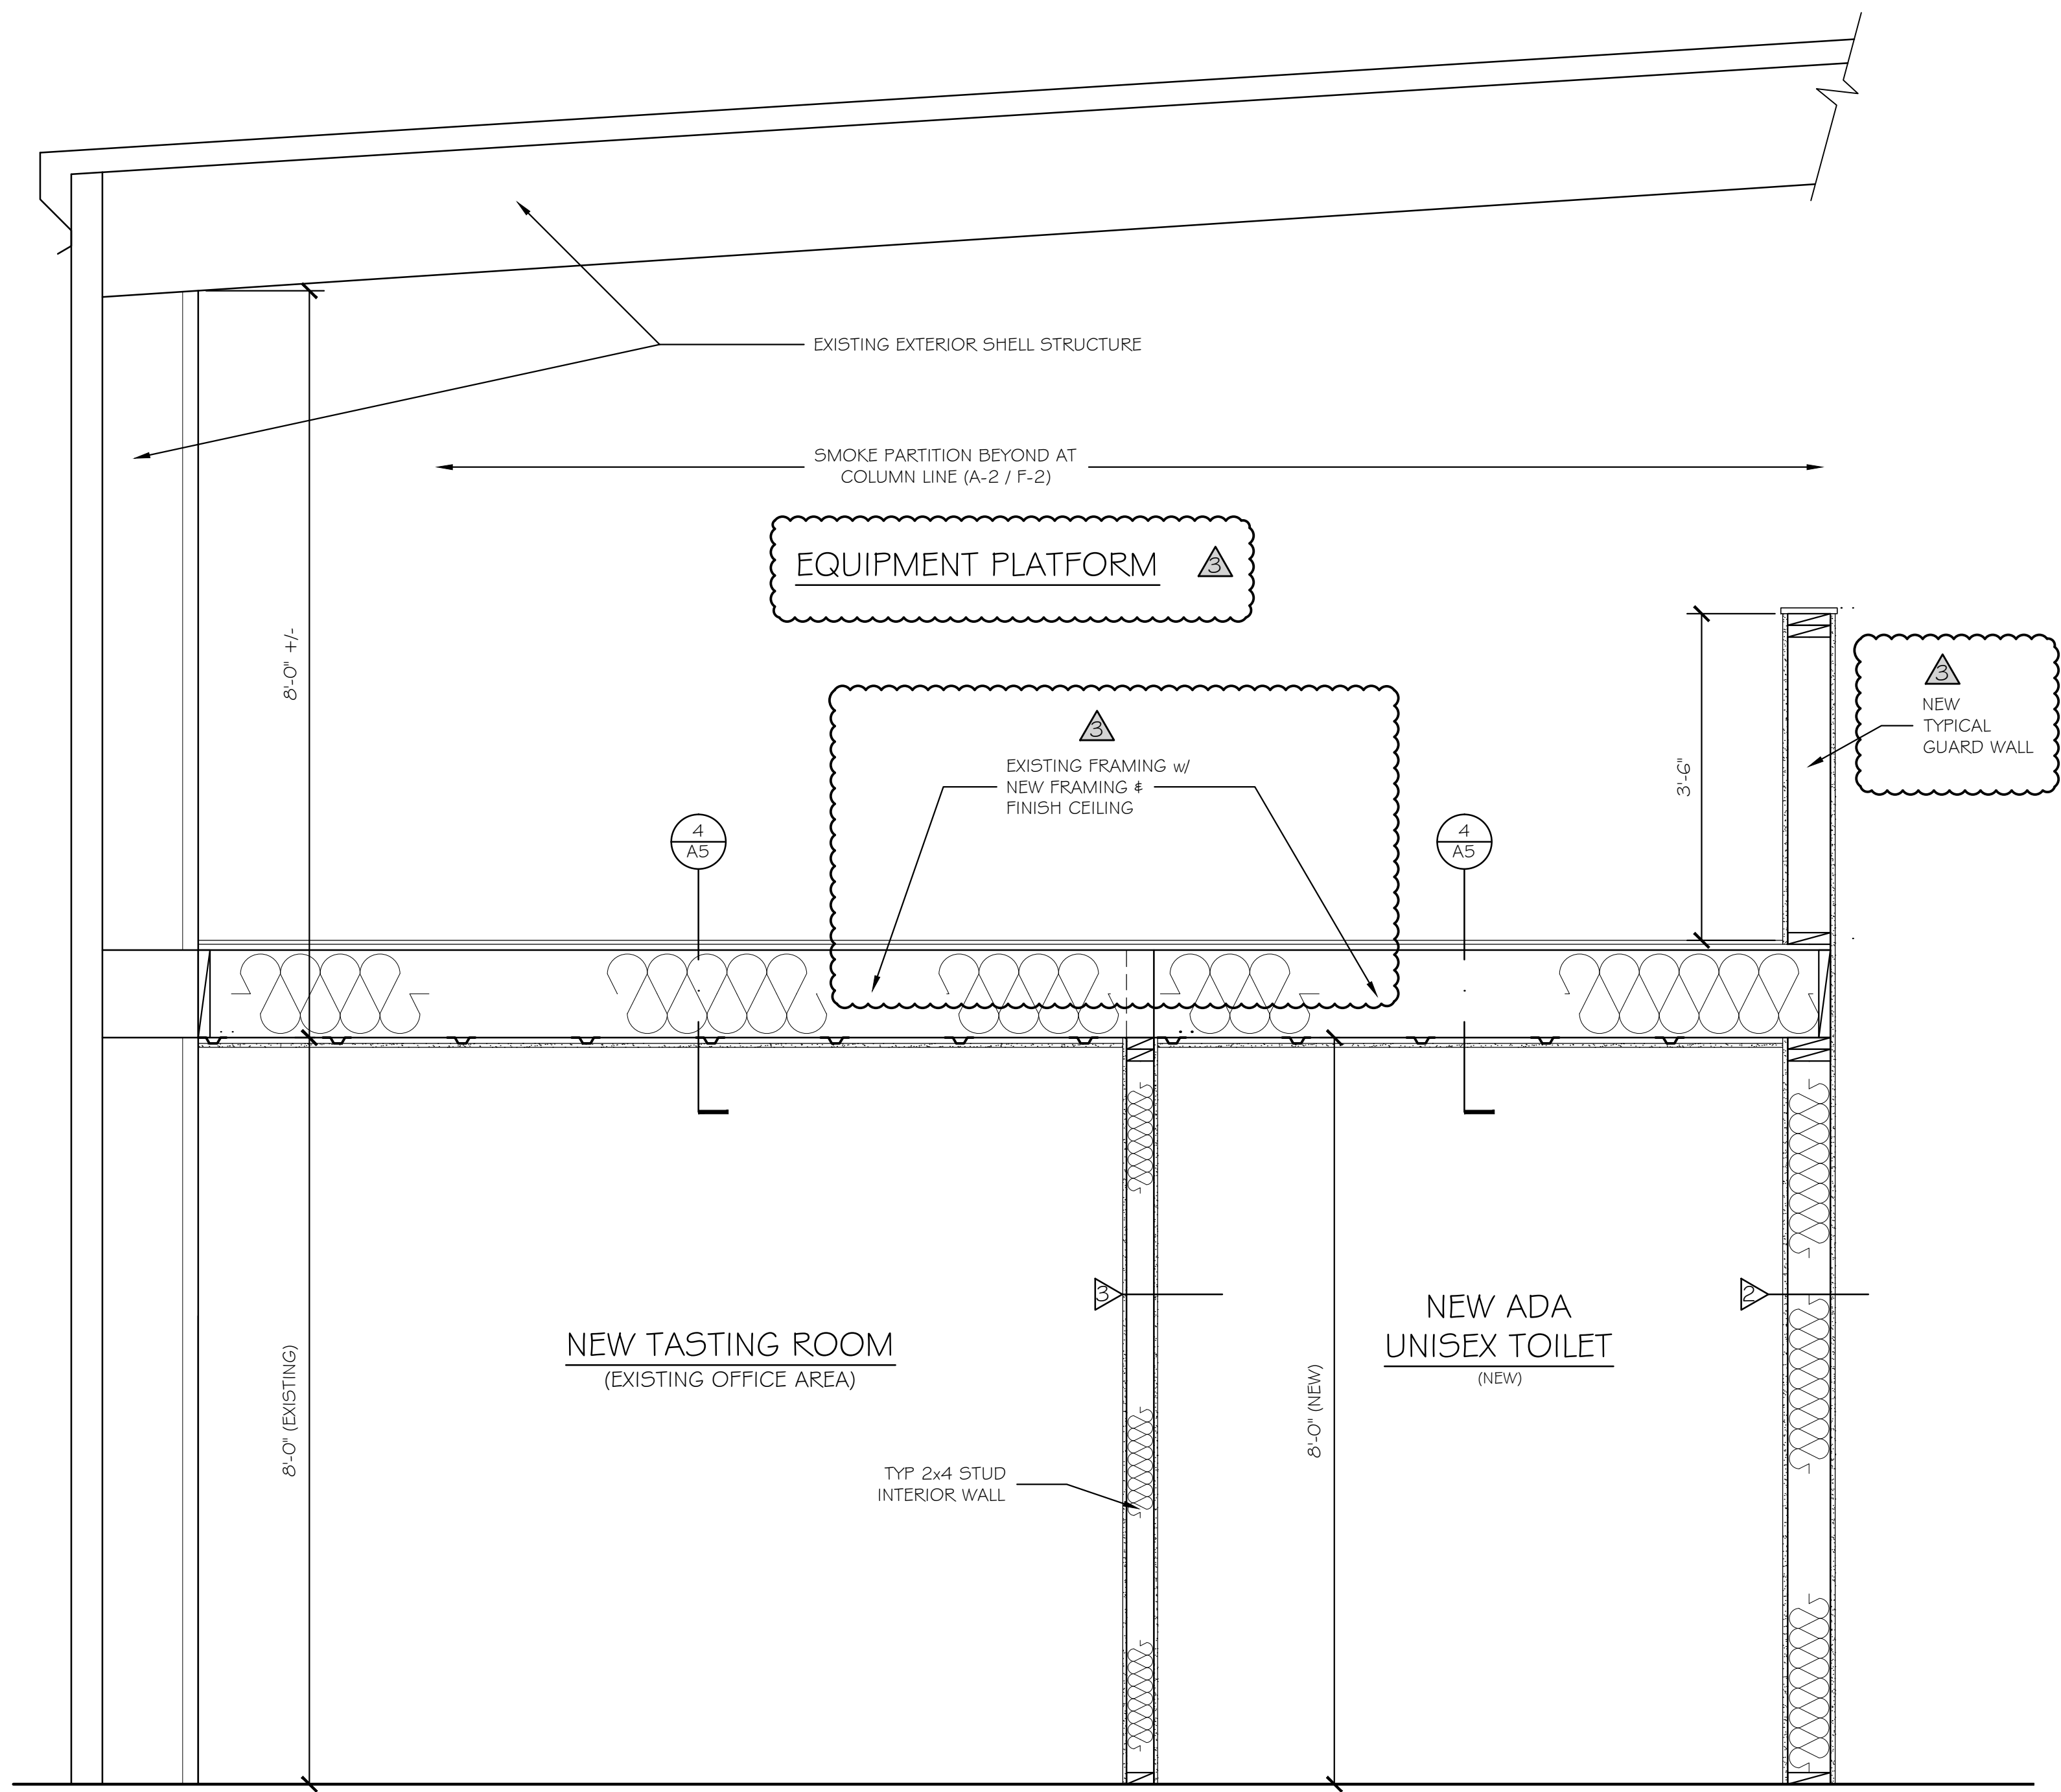 EXISTING EXTERIOR SHELL STRUCTURE
SMOKE PARTITION BEYOND AT
COLUMN LINE (A-2 / F-2)
EQUIPMENT PLATFORM
3
8'-0" +/-
3
EXISTING FRAMING w/
NEW FRAMING &
FINISH CEILING
3
NEW
TYPICAL
GUARD WALL
3'-6"
4
A5
4
A5
3
2
NEW TASTING ROOM
(EXISTING OFFICE AREA)
NEW ADA
UNISEX TOILET
(NEW)
8'-0" (EXISTING)
8'-0" (NEW)
TYP 2x4 STUD
INTERIOR WALL